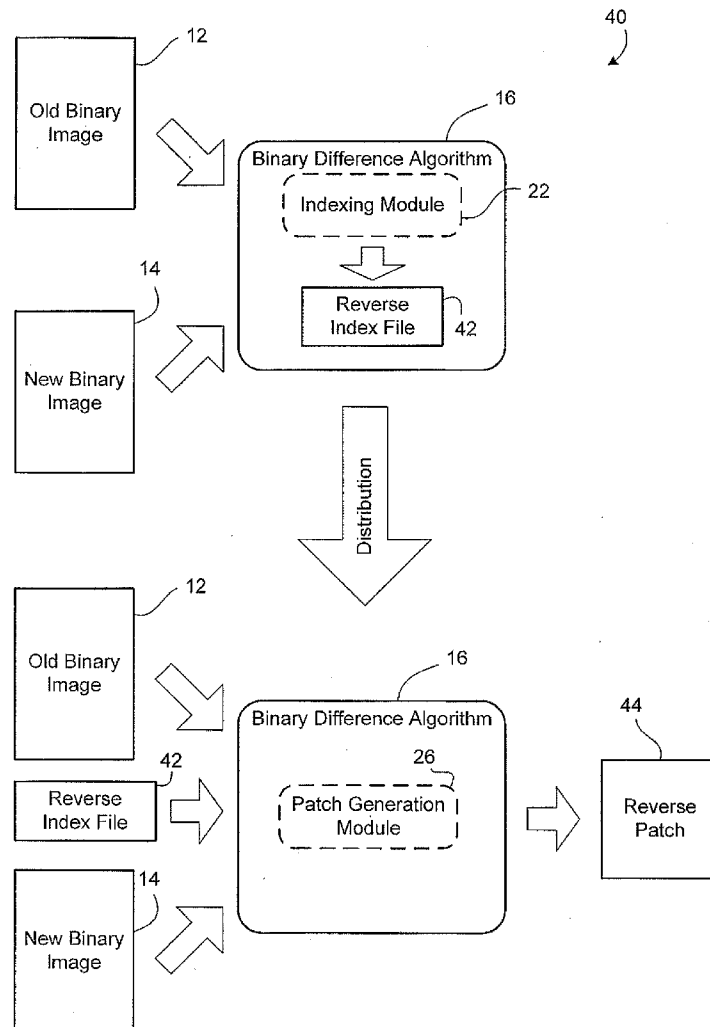 40
12
Old Binary
Image
16
Binary Difference Algorithm
Indexing Module
22
14
New Binary
Image
Reverse
Index File
42
Distribution
12
Old Binary
Image
16
Binary Difference Algorithm
44
42
Reverse
Index File
26
Patch Generation
Module
Reverse
Patch
14
New Binary
Image